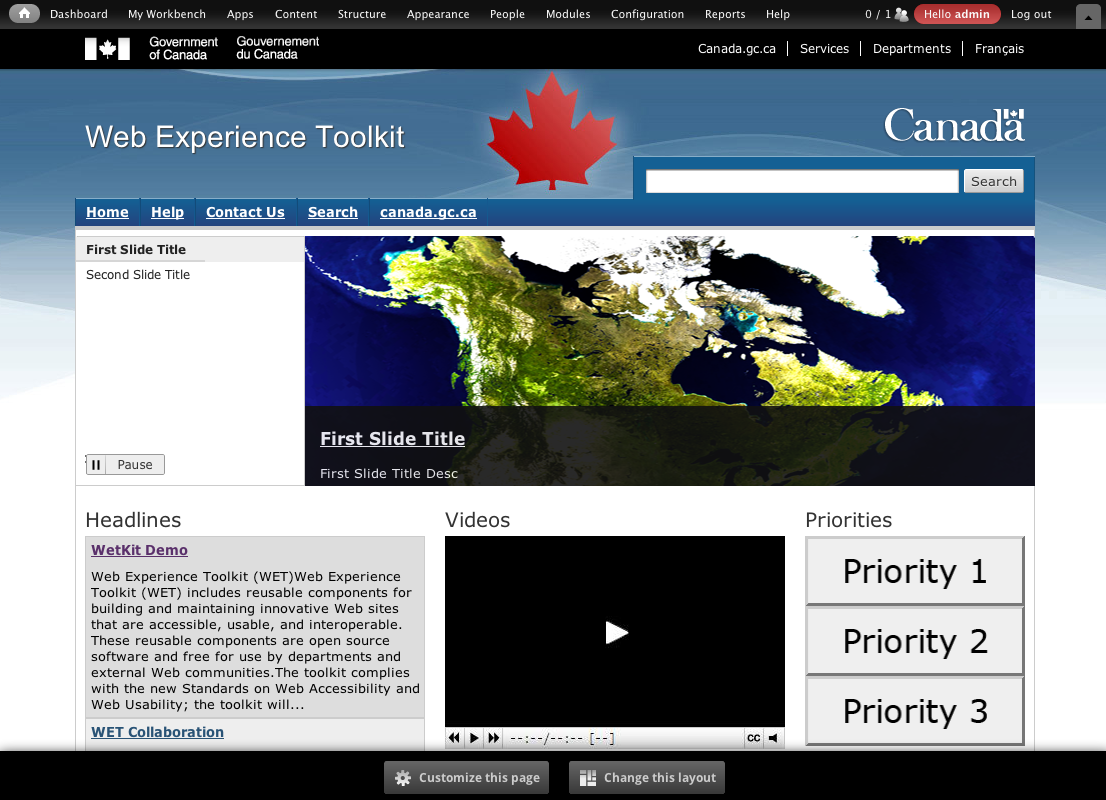 Dashboard My Workbench Apps Content Structure Appearance People Modules Configuration Reports Help 0 / 1 Hello admin Log out
Government of Canada
Gouvernement du Canada
Canada.gc.ca Services Departments Français
Web Experience Toolkit
Canada
Search
Home Help Contact Us Search canada.gc.ca
First Slide Title
Second Slide Title
Pause
First Slide Title
First Slide Title Desc
Headlines
WetKit Demo
Web Experience Toolkit (WET)Web Experience
Toolkit (WET) includes reusable components for
building and maintaining innovative Web sites
that are accessible, usable, and interoperable.
These reusable components are open source
software and free for use by departments and
external Web communities.The toolkit complies
with the new Standards on Web Accessibility and
Web Usability; the toolkit will...
WET Collaboration
Videos
--:--/--:-- [--] CC
Priorities
Priority 1
Priority 2
Priority 3
Customize this page Change this layout